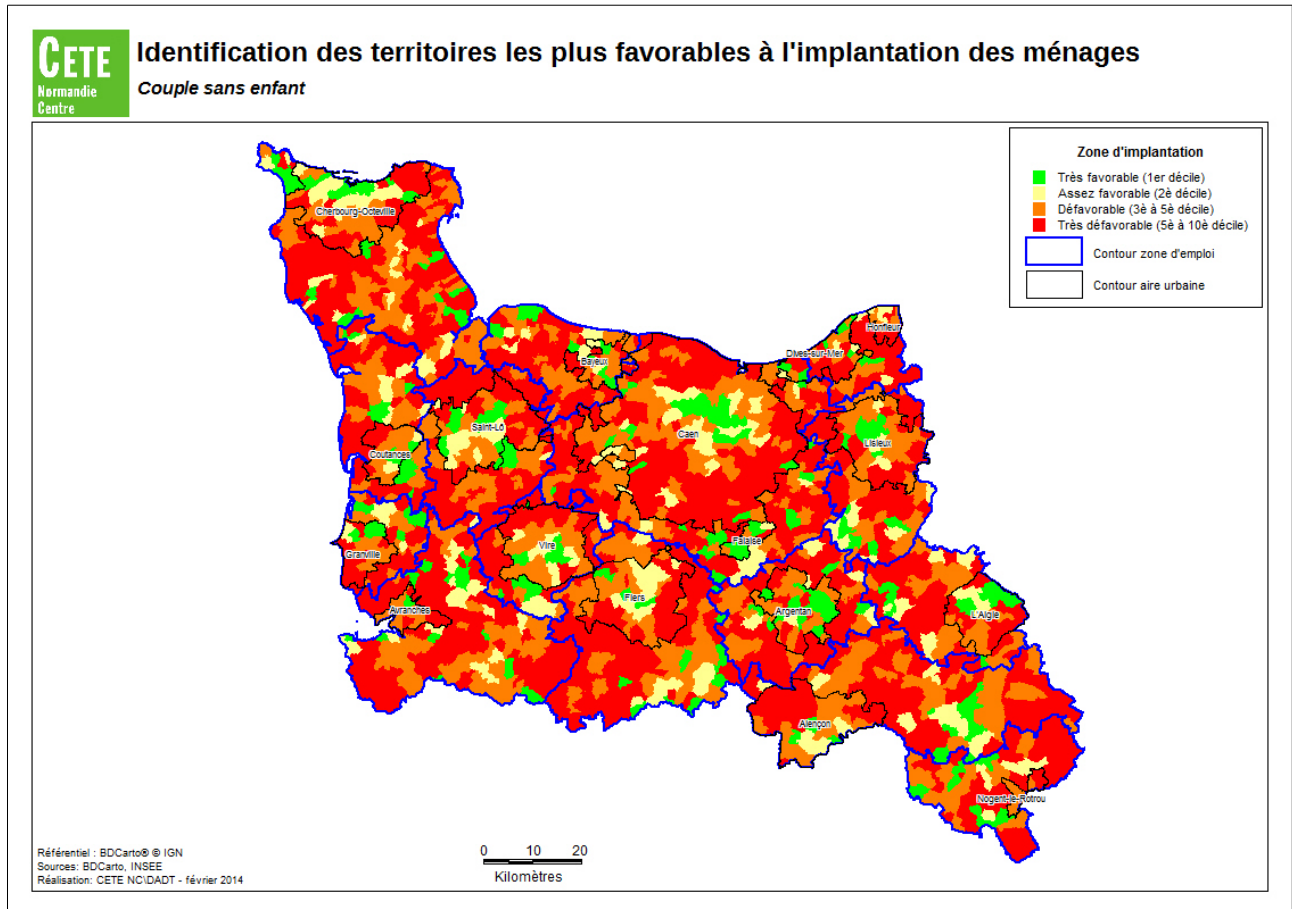 CETE
Normandie
Centre
Identification des territoires les plus favorables à l'implantation des ménages
Couple sans enfant
Zone d'implantation
Très favorable (1er décile)
Assez favorable (2è décile)
Défavorable (3è à 5è décile)
Très défavorable (5è à 10è décile)
Contour zone d'emploi
Contour aire urbaine
Cherbourg-Octeville
Honfleur
Dives-sur-Mer
Bayeux
Saint-Lô
Caen
Lisieux
Coutances
Falaise
Vire
Granville
Flers
Avranches
Argentan
L'Aigle
Alençon
Nogent-le-Rotrou
Référentiel : BDCarto® © IGN
Sources: BDCarto, INSEE
Réalisation: CETE NC\DADT - février 2014
0 10 20
Kilomètres